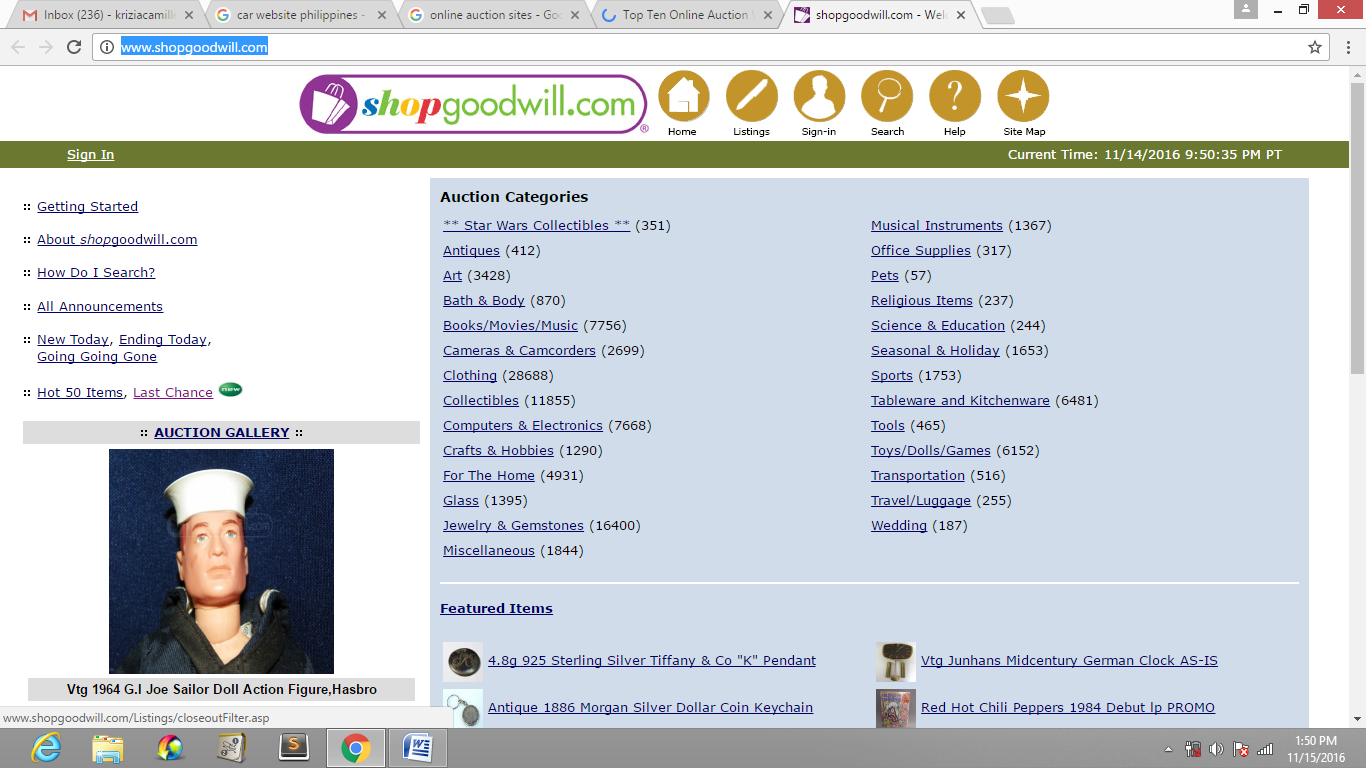 Inbox (236) - kriziacamill
car website philippines -
online auction sites - Goo
Top Ten Online Auction
shopgoodwill.com - Wel
www.shopgoodwill.com
shopgoodwill.com®
Home
Listings
Sign-in
Search
Help
Site Map
Sign In
Current Time: 11/14/2016 9:50:35 PM PT
:: Getting Started
:: About shopgoodwill.com
:: How Do I Search?
:: All Announcements
:: New Today, Ending Today,
Going Going Gone
:: Hot 50 Items, Last Chance new
:: AUCTION GALLERY ::
Vtg 1964 G.I Joe Sailor Doll Action Figure,Hasbro
Auction Categories
** Star Wars Collectibles ** (351)
Antiques (412)
Art (3428)
Bath & Body (870)
Books/Movies/Music (7756)
Cameras & Camcorders (2699)
Clothing (28688)
Collectibles (11855)
Computers & Electronics (7668)
Crafts & Hobbies (1290)
For The Home (4931)
Glass (1395)
Jewelry & Gemstones (16400)
Miscellaneous (1844)
Musical Instruments (1367)
Office Supplies (317)
Pets (57)
Religious Items (237)
Science & Education (244)
Seasonal & Holiday (1653)
Sports (1753)
Tableware and Kitchenware (6481)
Tools (465)
Toys/Dolls/Games (6152)
Transportation (516)
Travel/Luggage (255)
Wedding (187)
Featured Items
4.8g 925 Sterling Silver Tiffany & Co "K" Pendant
Vtg Junhans Midcentury German Clock AS-IS
Antique 1886 Morgan Silver Dollar Coin Keychain
Red Hot Chili Peppers 1984 Debut lp PROMO
www.shopgoodwill.com/Listings/closeoutFilter.asp
1:50 PM
11/15/2016